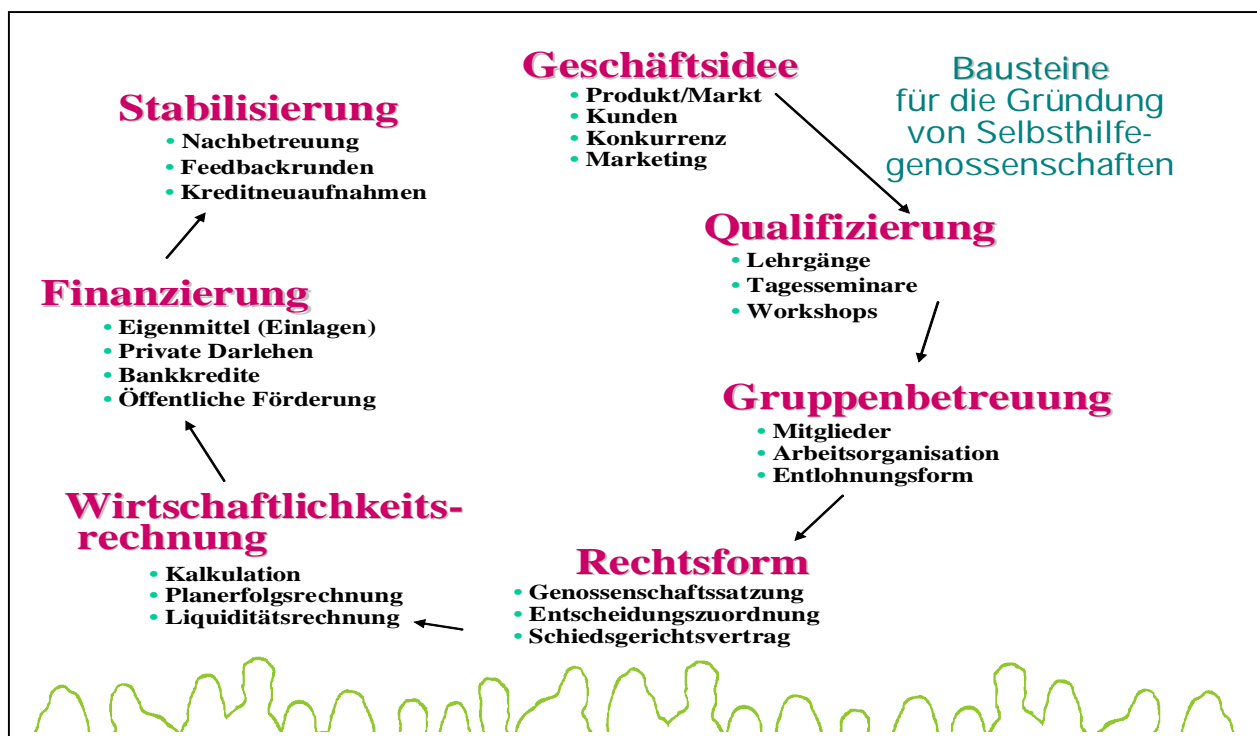 Bausteine
für die Gründung
von Selbsthilfe-
genossenschaften
Geschäftsidee
• Produkt/Markt
• Kunden
• Konkurrenz
• Marketing
Qualifizierung
• Lehrgänge
• Tagesseminare
• Workshops
Gruppenbetreuung
• Mitglieder
• Arbeitsorganisation
• Entlohnungsform
Rechtsform
• Genossenschaftssatzung
• Entscheidungszuordnung
• Schiedsgerichtsvertrag
Wirtschaftlichkeits-
rechnung
• Kalkulation
• Planerfolgsrechnung
• Liquiditätsrechnung
Finanzierung
• Eigenmittel (Einlagen)
• Private Darlehen
• Bankkredite
• Öffentliche Förderung
Stabilisierung
• Nachbetreuung
• Feedbackrunden
• Kreditneuaufnahmen